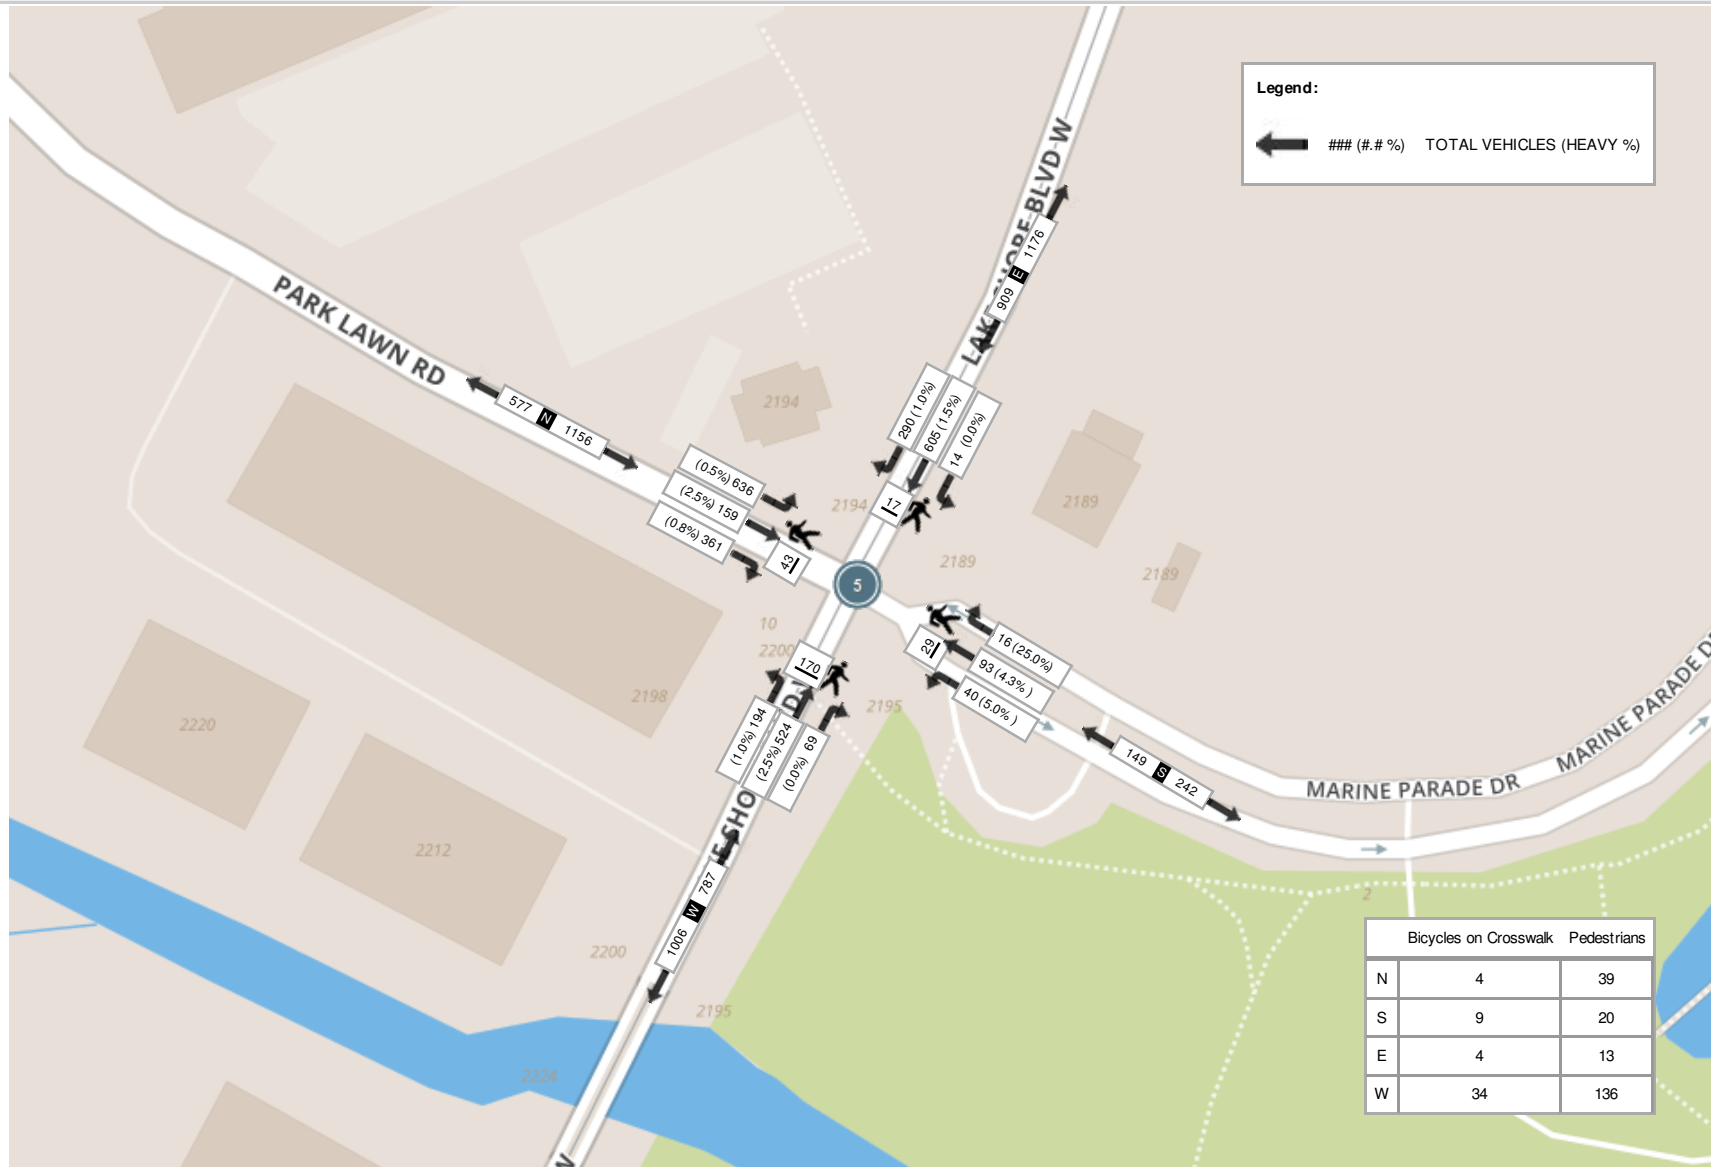 Legend:
### (#.# %) TOTAL VEHICLES (HEAVY %)
LAKE SHORE BLVD W
1176 E 909
PARK LAWN RD
577 N 1156
290 (1.0%)
605 (1.5%)
14 (0.0%)
17
(0.5%) 636
(2.5%) 159
(0.8%) 361
43
2194
2194
2189
2189
2189
5
10
2200
2198
2195
170
29
16 (25.0%)
93 (4.3%)
40 (5.0%)
(1.0%) 194
(2.5%) 524
(0.0%) 69
149 S 242
MARINE PARADE DR
MARINE PARADE D
2220
2212
E SHO
D
1006 W 787
2200
2195
2224
2
W
Bicycles on Crosswalk Pedestrians
N 4 39
S 9 20
E 4 13
W 34 136